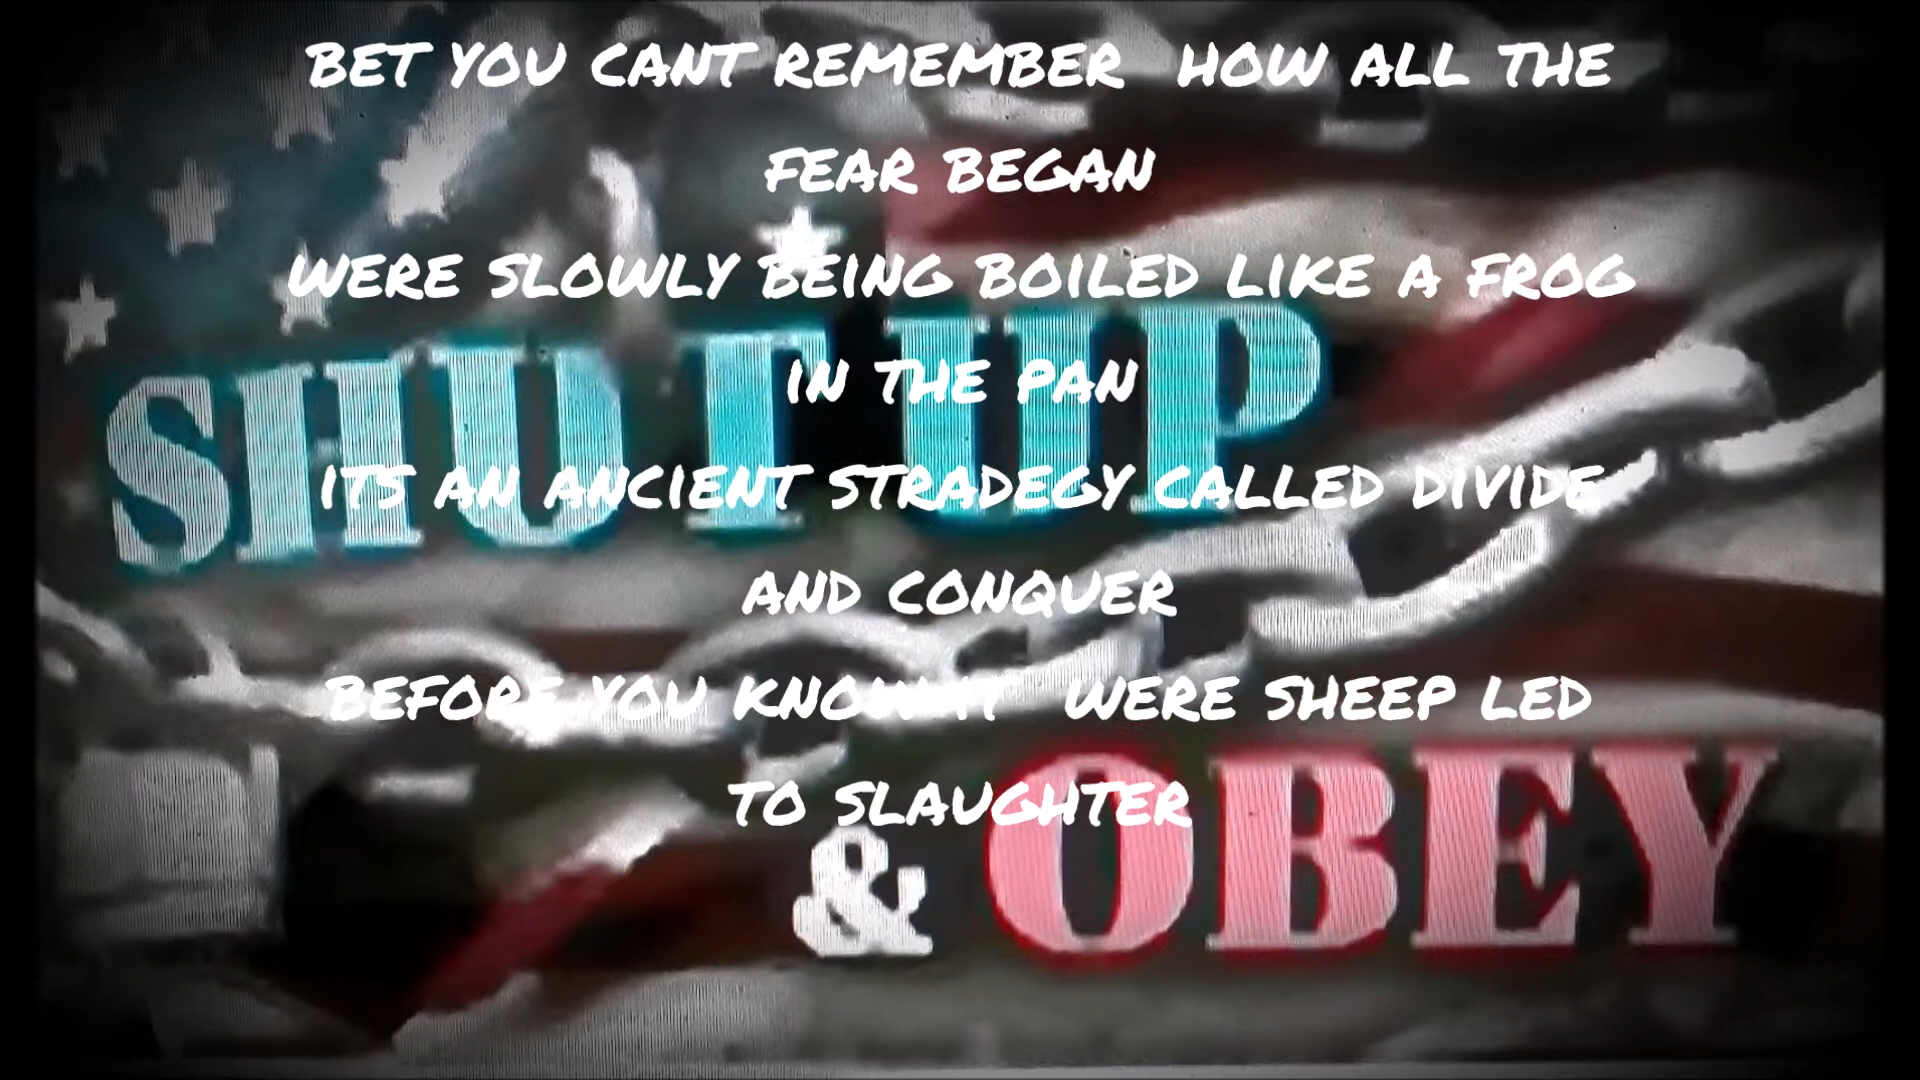 BET YOU CANT REMEMBER HOW ALL THE
FEAR BEGAN
WERE SLOWLY BEING BOILED LIKE A FROG
IN THE PAN
ITS AN ANCIENT STRADEGY CALLED DIVIDE
AND CONQUER
BEFORE YOU KNOW IT WERE SHEEP LED
TO SLAUGHTER
SHUT UP
& OBEY